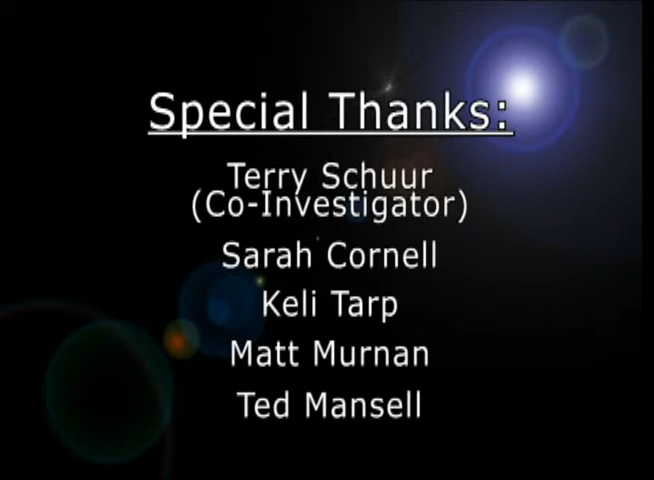 Special Thanks:
Terry Schuur
(Co-Investigator)
Sarah Cornell
Keli Tarp
Matt Murnan
Ted Mansell